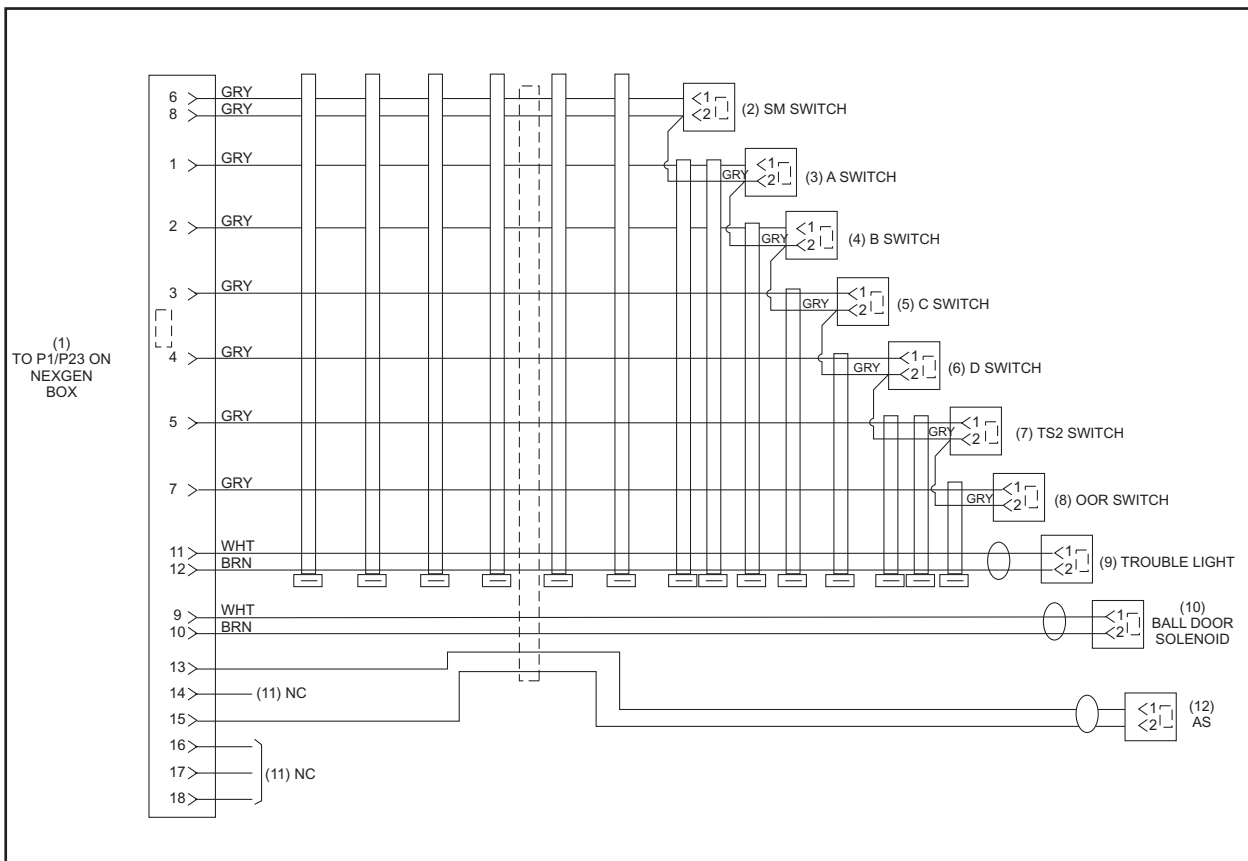 6 GRY
8 GRY
1
2
(2) SM SWITCH
1 GRY
1
GRY 2
(3) A SWITCH
2 GRY
1
GRY 2
(4) B SWITCH
3 GRY
1
GRY 2
(5) C SWITCH
(1)
TO P1/P23 ON
NEXGEN
BOX
4 GRY
1
GRY 2
(6) D SWITCH
5 GRY
1
GRY 2
(7) TS2 SWITCH
7 GRY
1
GRY 2
(8) OOR SWITCH
11 WHT
12 BRN
1
2
(9) TROUBLE LIGHT
9 WHT
10 BRN
1
2
(10)
BALL DOOR
SOLENOID
13
14 (11) NC
15
1
2
(12)
AS
16
17 (11) NC
18